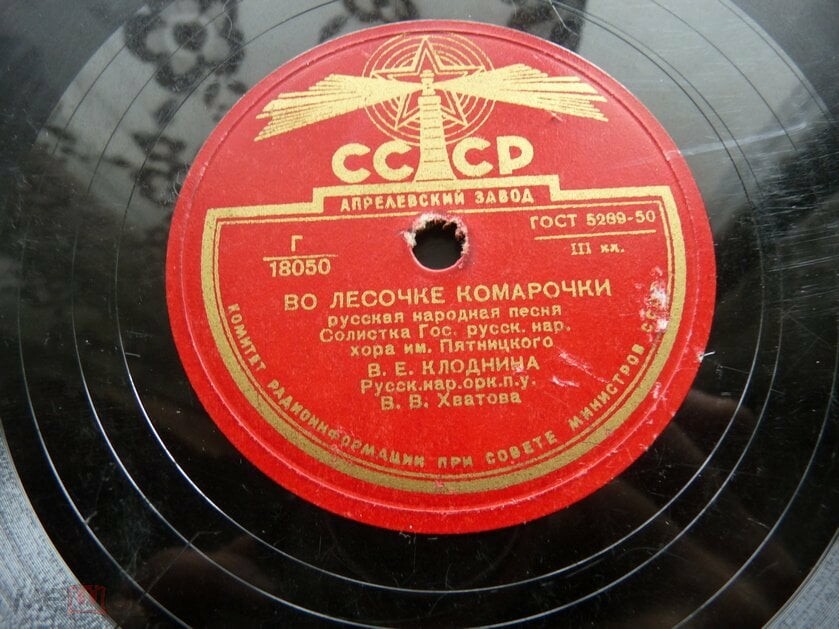 СССР
АПРЕЛЕВСКИЙ ЗАВОД
Г
18050
ГОСТ 5289-50
III кл.
ВО ЛЕСОЧКЕ КОМАРОЧКИ
русская народная песня
Солистка Гос. русск. нар.
хора им. Пятницкого
В. Е. КЛОДНИНА
Русск.нар.орк.п.у.
В. В. Хватова
КОМИТЕТ РАДИОИНФОРМАЦИИ ПРИ СОВЕТЕ МИНИСТРОВ